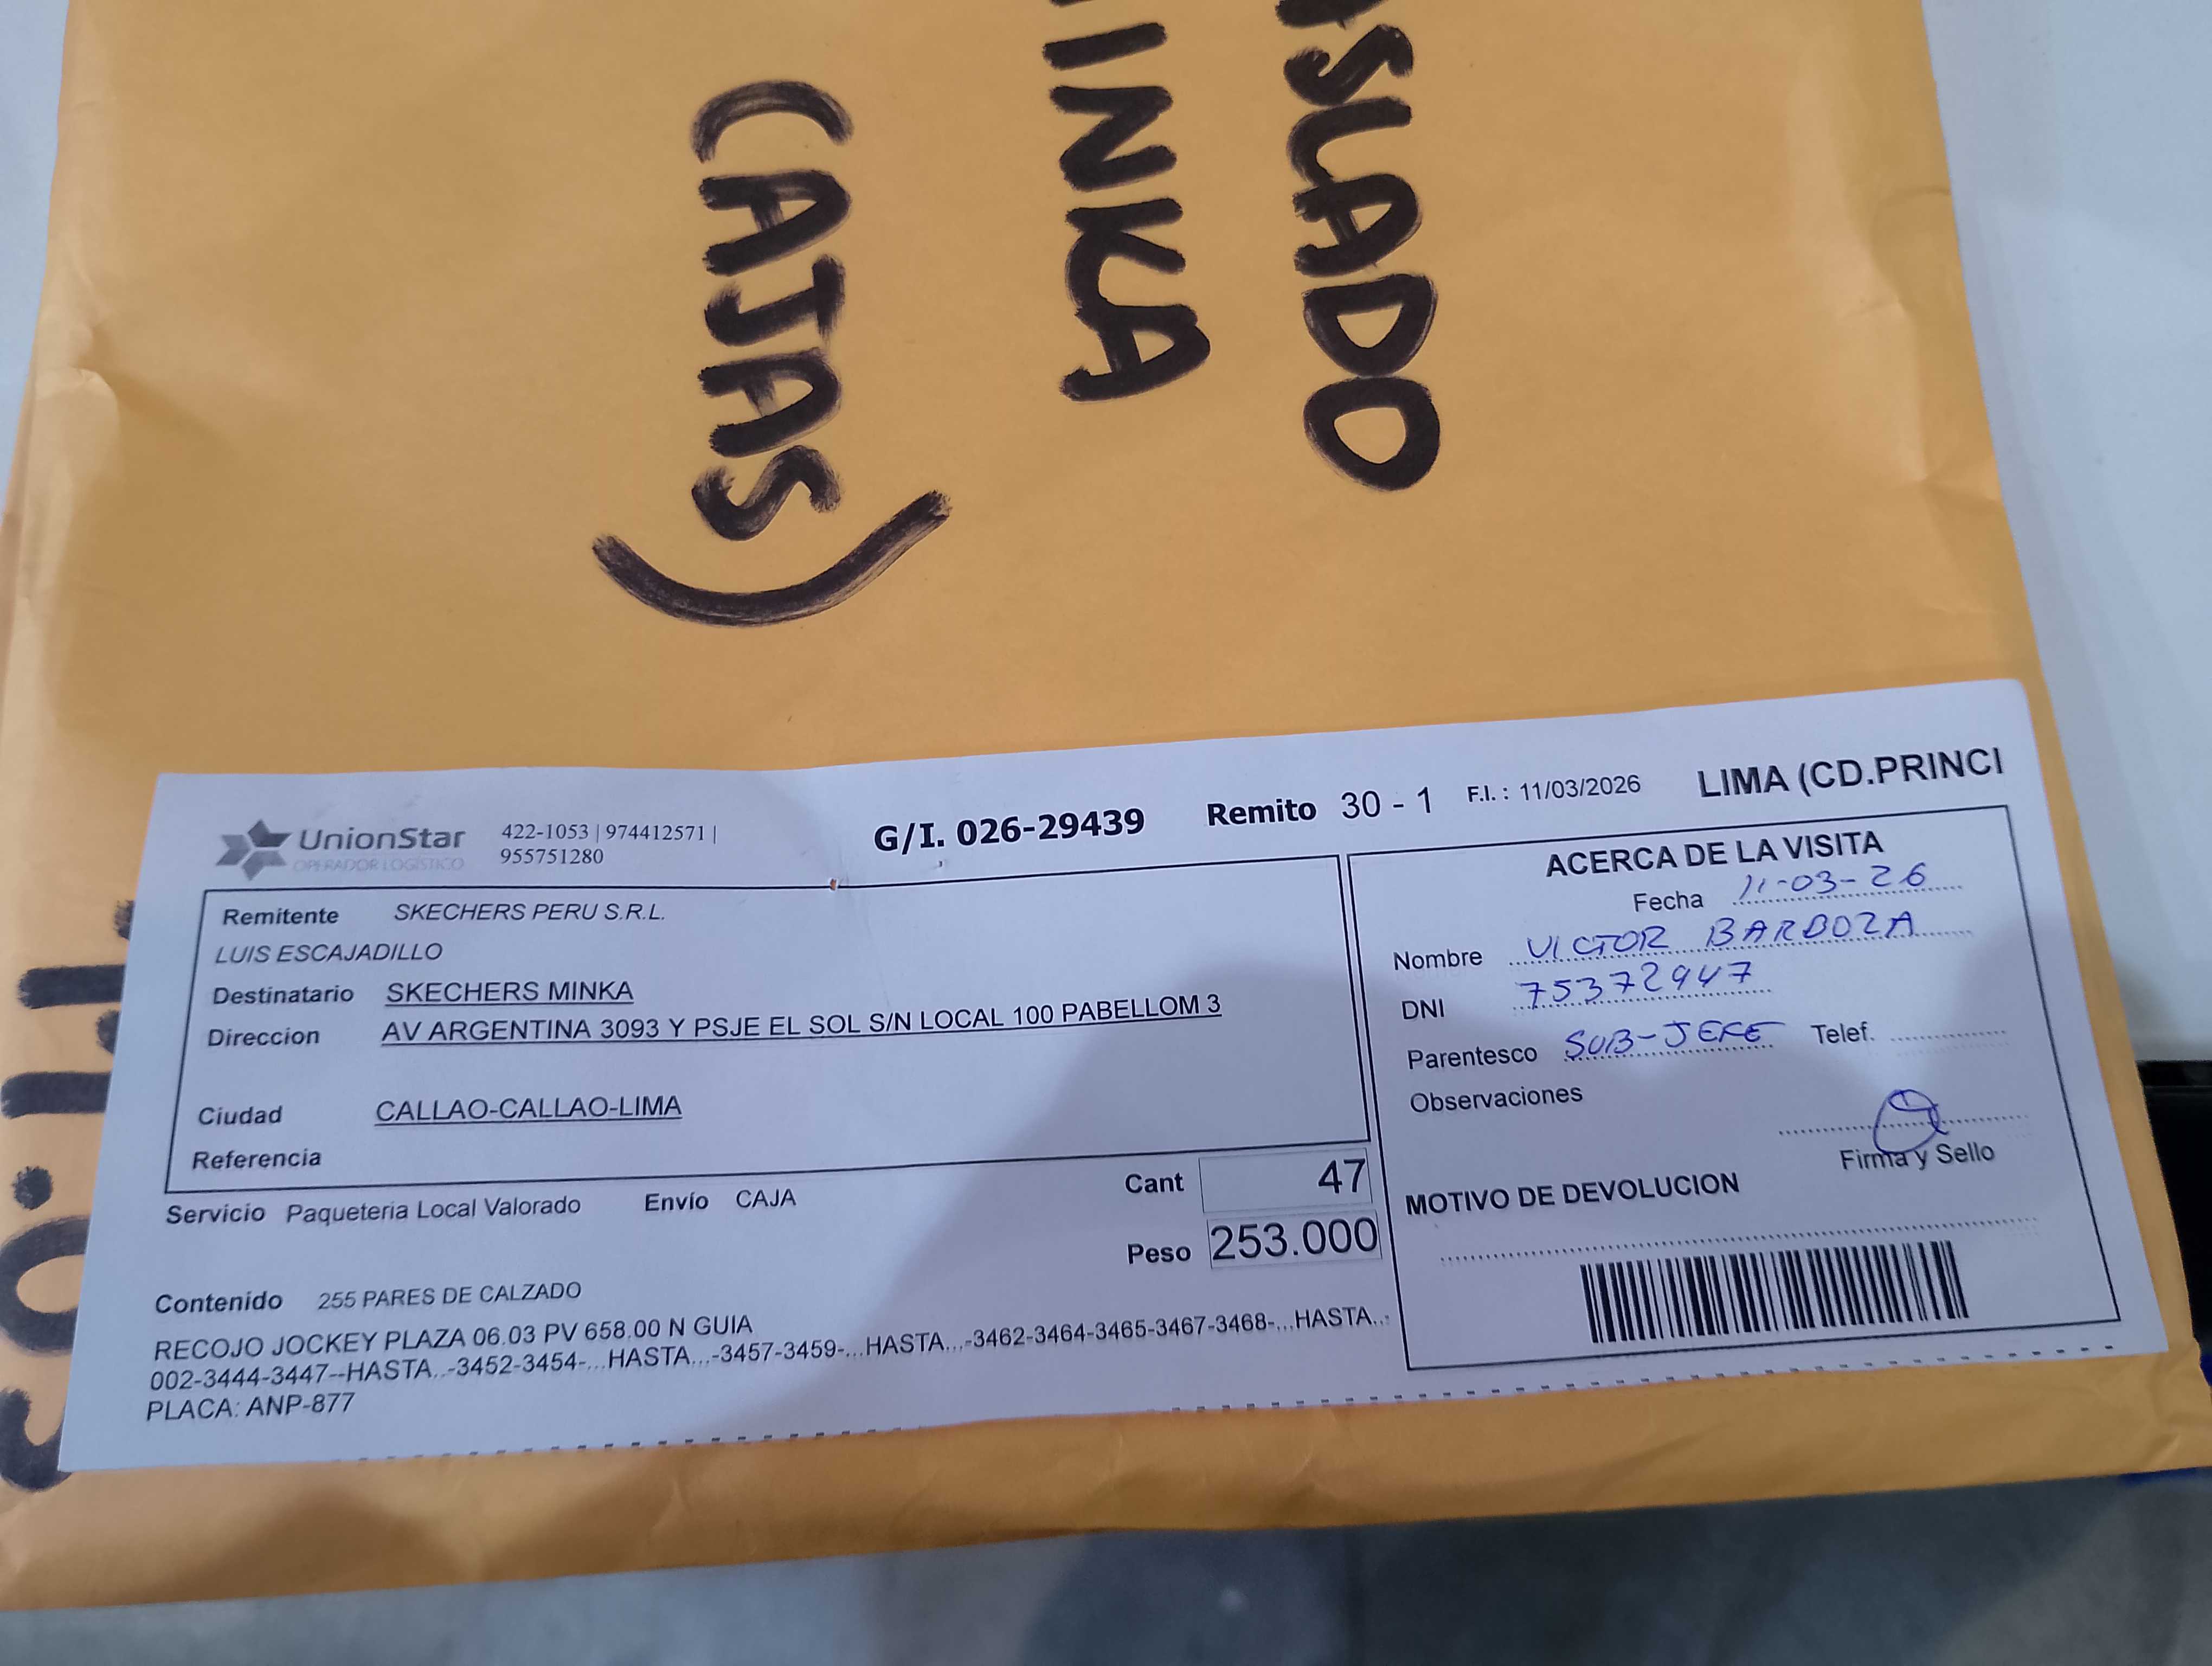 SLADO
INKA
(CAJAS)
UnionStar
OPERADOR LOGÍSTICO
422-1053 | 974412571 |
955751280
G/I. 026-29439
Remito 30 - 1
F.I. : 11/03/2026
LIMA (CD.PRINCI
Remitente SKECHERS PERU S.R.L.
LUIS ESCAJADILLO
Destinatario SKECHERS MINKA
Direccion AV ARGENTINA 3093 Y PSJE EL SOL S/N LOCAL 100 PABELLOM 3
Ciudad CALLAO-CALLAO-LIMA
Referencia
Servicio Paqueteria Local Valorado Envío CAJA
Cant 47
Peso 253.000
Contenido 255 PARES DE CALZADO
RECOJO JOCKEY PLAZA 06.03 PV 658.00 N GUIA
002-3444-3447--HASTA..-3452-3454-...HASTA...-3457-3459-...HASTA...-3462-3464-3465-3467-3468-...HASTA...
PLACA: ANP-877
ACERCA DE LA VISITA
Fecha 11-03-26
Nombre VICTOR BARBOZA
DNI 75372947
Parentesco SUB-JEFE Telef.
Observaciones
Firma y Sello
MOTIVO DE DEVOLUCION